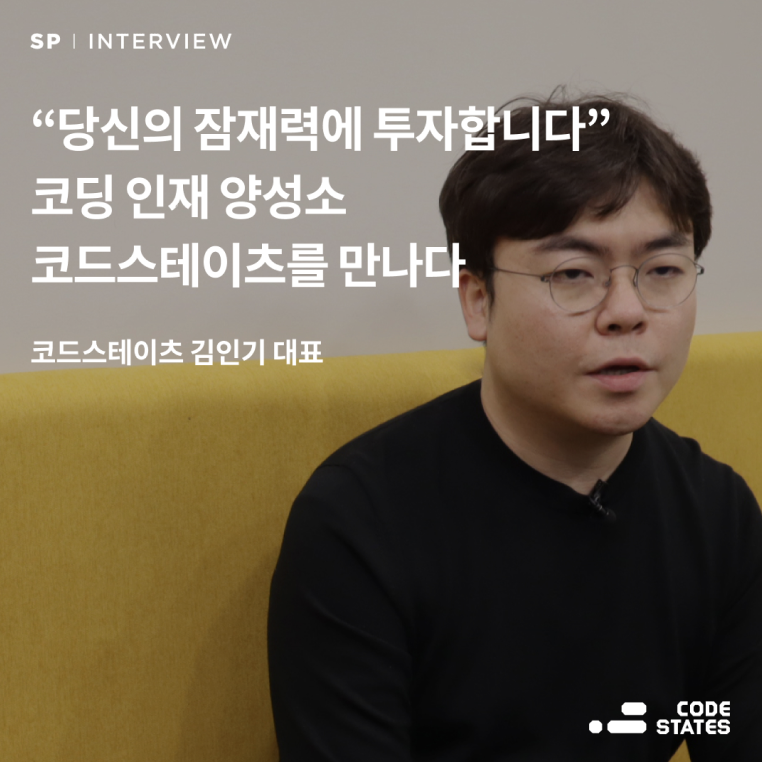 SP | INTERVIEW
“당신의 잠재력에 투자합니다”
코딩 인재 양성소
코드스테이츠를 만나다
코드스테이츠 김인기 대표
CODE
STATES